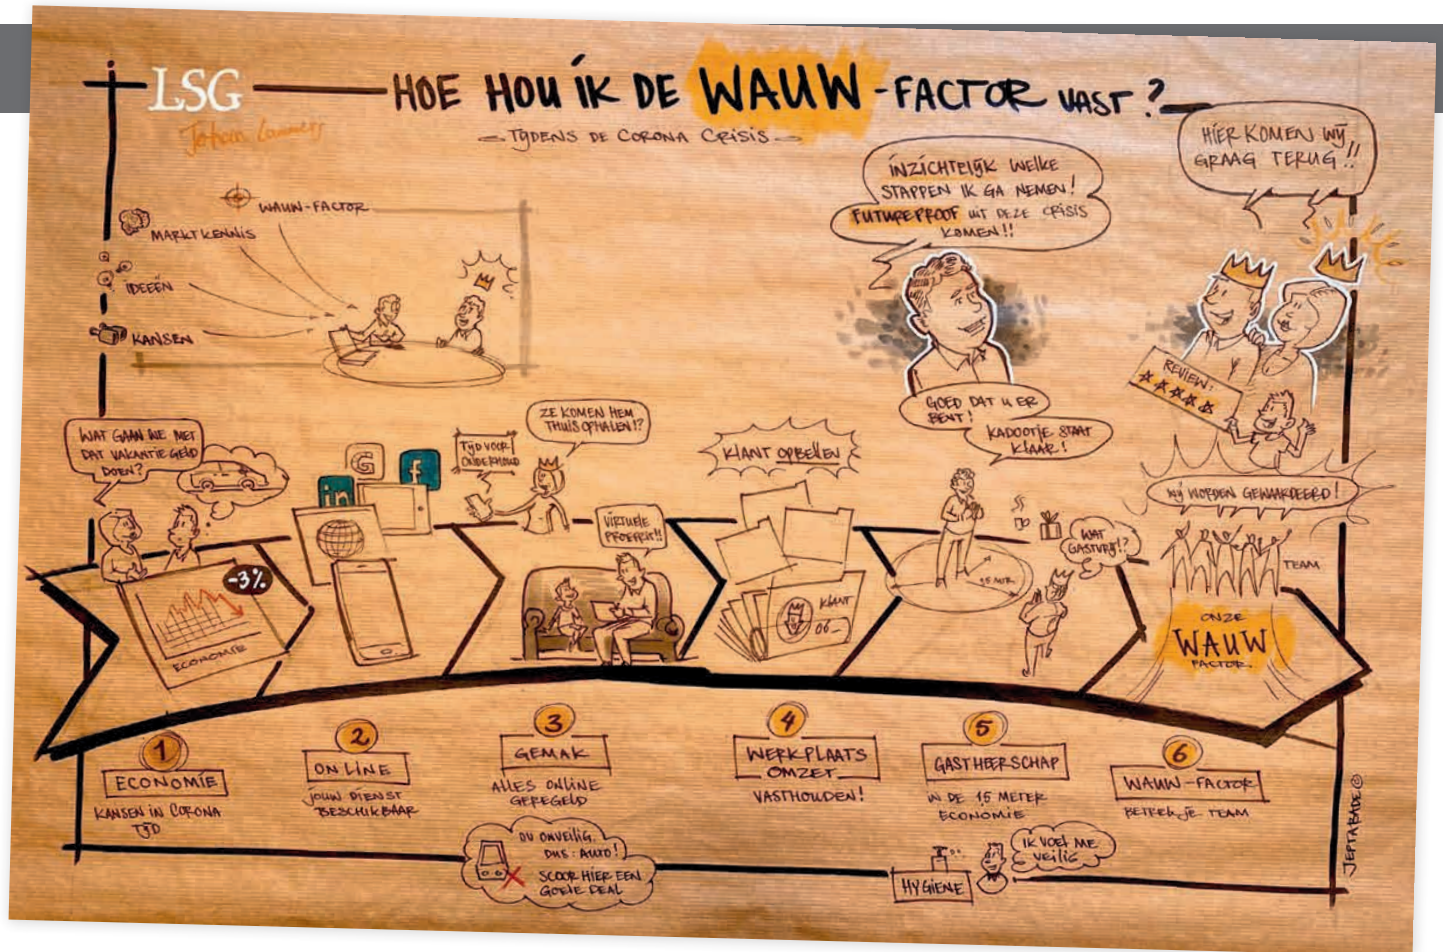 LSG
HOE HOU IK DE WAUW-FACTOR VAST?
TIJDENS DE CORONA CRISIS
WAUW-FACTOR
MARKTKENNIS
IDEEËN
KANSEN
INZICHTELIJK WELKE
STAPPEN IK GA NEMEN!
FUTUREPROOF UIT DEZE CRISIS
KOMEN!!
HIER KOMEN WIJ
GRAAG TERUG!!
REVIEW:
WAT GAAN WE MET
DAT VAKANTIEGELD
DOEN?
-3%
ECONOMIE
in
G
f
TIJD VOOR
ONDERHOUD
ZE KOMEN HEM
THUIS OPHALEN!?
VIRTUELE
PROEFRIT!!
KLANT OPBELLEN
KLANT
06_
GOED DAT U ER
BENT!
KADOOTJE STAAT
KLAAR!
1,5 MTR.
WAT
GASTVRIJ!?
WIJ WORDEN GEWAARDEERD!
TEAM
ONZE
WAUW
FACTOR
1
ECONOMIE
KANSEN IN CORONA
TIJD
2
ONLINE
JOUW DIENST
BESCHIKBAAR
3
GEMAK
ALLES ONLINE
GEREGELD
4
WERKPLAATS
OMZET
VASTHOUDEN!
5
GASTHEERSCHAP
IN DE 1,5 METER
ECONOMIE
6
WAUW-FACTOR
BETREK JE TEAM
OV ONVEILIG.
DUS: AUTO!
SCOOR HIER EEN
GOEIE DEAL
HYGIENE
IK VOEL ME
VEILIG
JEPTABADE ©